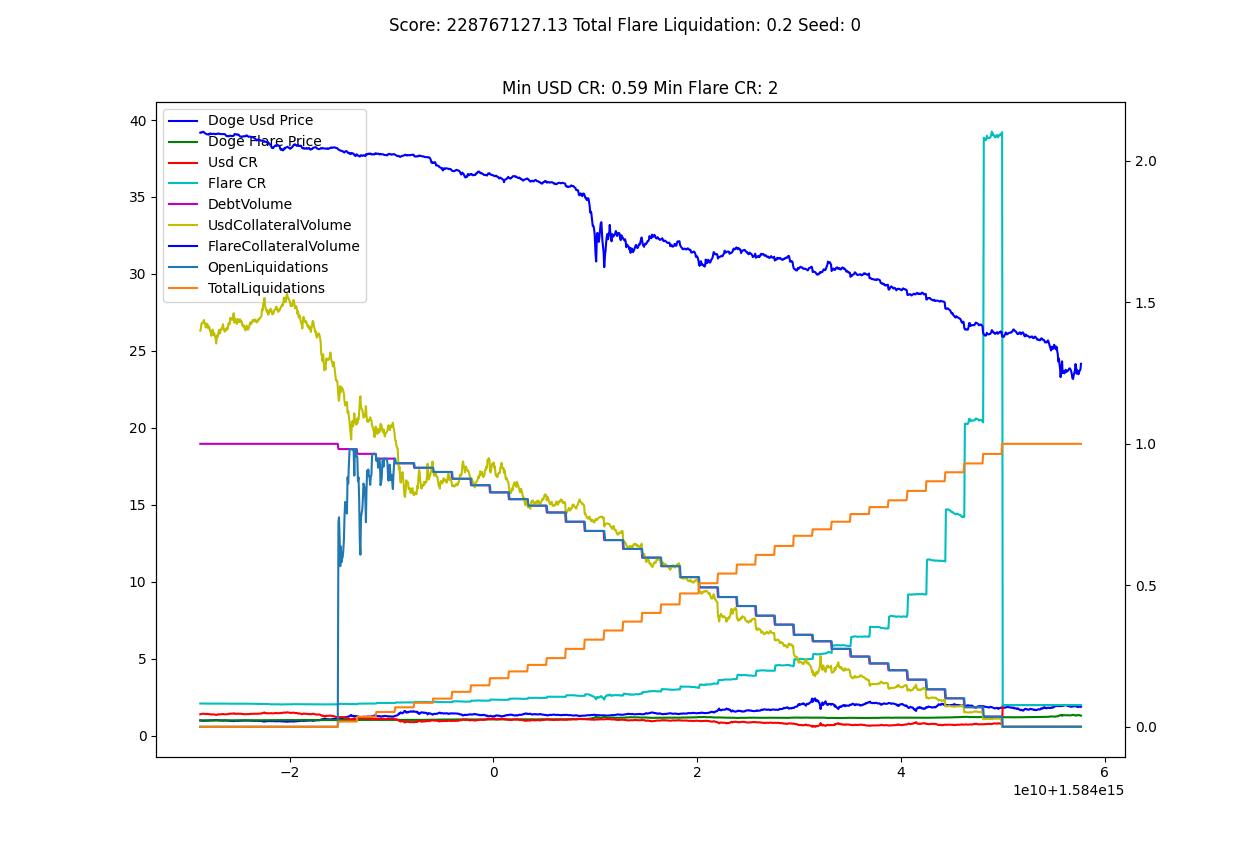 Score: 228767127.13 Total Flare Liquidation: 0.2 Seed: 0
Min USD CR: 0.59 Min Flare CR: 2
Doge Usd Price
Doge Flare Price
Usd CR
Flare CR
DebtVolume
UsdCollateralVolume
FlareCollateralVolume
OpenLiquidations
TotalLiquidations
40
35
30
25
20
15
10
5
0
2.0
1.5
1.0
0.5
0.0
−2
0
2
4
6
1e10+1.584e15